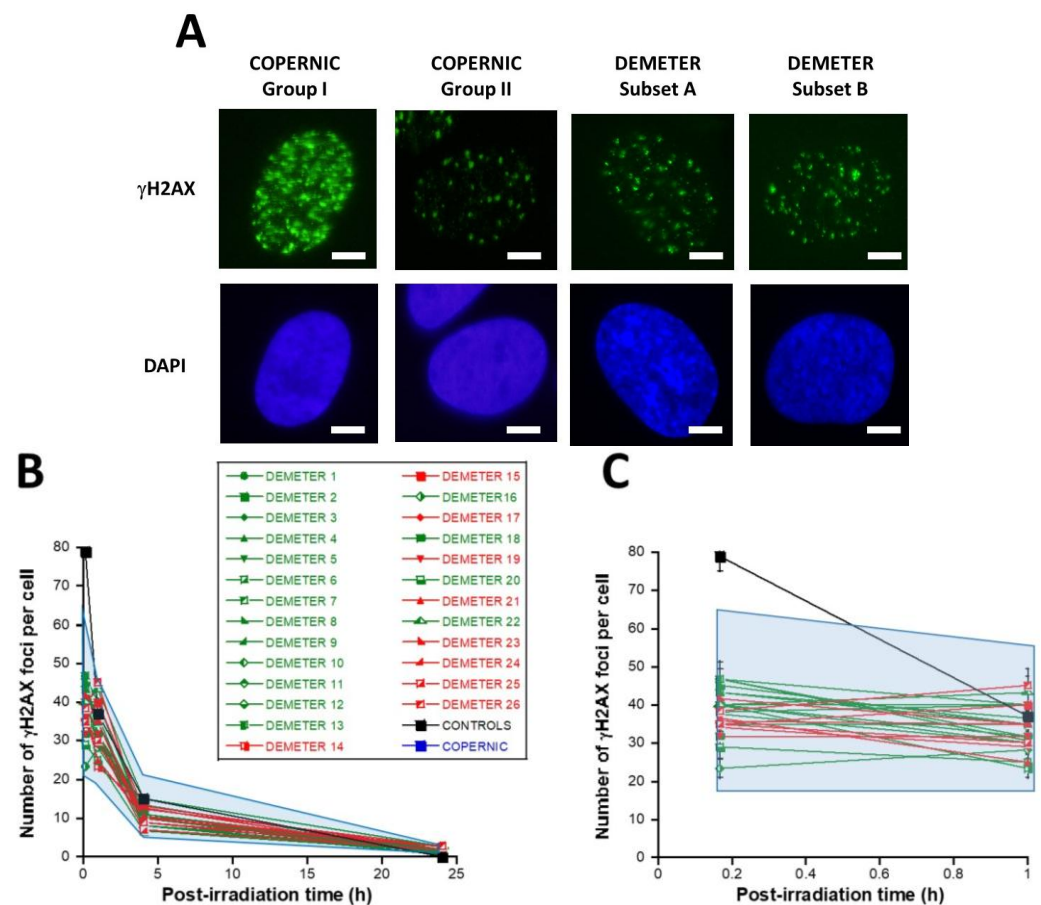 A
COPERNIC
Group I
COPERNIC
Group II
DEMETER
Subset A
DEMETER
Subset B
γH2AX
DAPI
B
DEMETER 1
DEMETER 2
DEMETER 3
DEMETER 4
DEMETER 5
DEMETER 6
DEMETER 7
DEMETER 8
DEMETER 9
DEMETER 10
DEMETER 11
DEMETER 12
DEMETER 13
DEMETER 14
DEMETER 15
DEMETER16
DEMETER 17
DEMETER 18
DEMETER 19
DEMETER 20
DEMETER 21
DEMETER 22
DEMETER 23
DEMETER 24
DEMETER 25
DEMETER 26
CONTROLS
COPERNIC
Number of γH2AX foci per cell
80
70
60
50
40
30
20
10
0
0 5 10 15 20 25
Post-irradiation time (h)
C
Number of γH2AX foci per cell
80
70
60
50
40
30
20
10
0
0 0.2 0.4 0.6 0.8 1
Post-irradiation time (h)